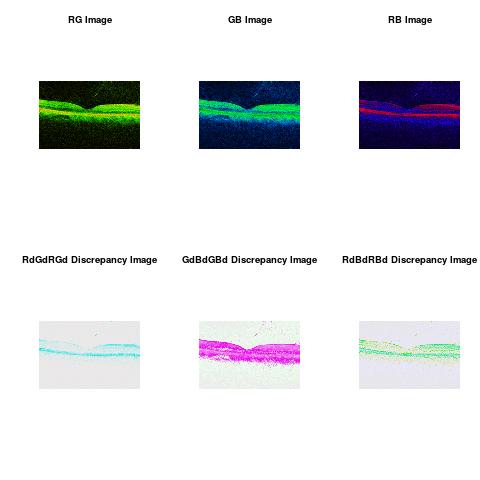 RG Image
GB Image
RB Image
RdGdRGd Discrepancy Image
GdBdGBd Discrepancy Image
RdBdRBd Discrepancy Image